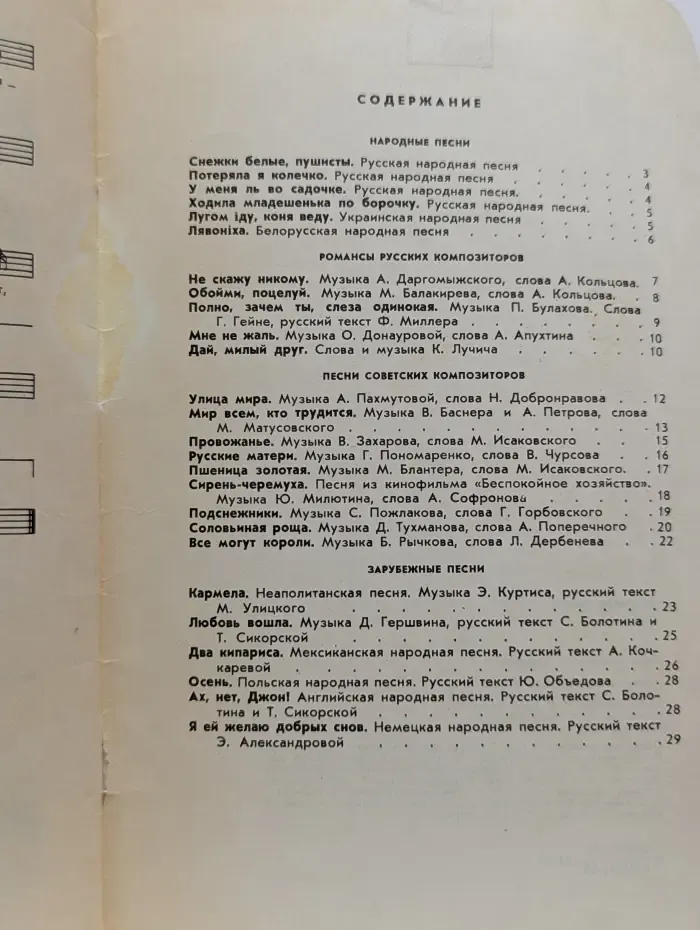 СОДЕРЖАНИЕ
НАРОДНЫЕ ПЕСНИ
Снежки белые, пушисты. Русская народная песня . . . . 3
Потеряла я колечко. Русская народная песня . . . . . 4
У меня ль во садочке. Русская народная песня. . . . . 4
Ходила младешенька по борочку. Русская народная песня. . . 5
Лугом іду, коня веду. Украинская народная песня . . . . 5
Лявоніха. Белорусская народная песня . . . . . . . 6
РОМАНСЫ РУССКИХ КОМПОЗИТОРОВ
Не скажу никому. Музыка А. Даргомыжского, слова А. Кольцова. 7
Обойми, поцелуй. Музыка М. Балакирева, слова А. Кольцова. . 8
Полно, зачем ты, слеза одинокая. Музыка П. Булахова. Слова
Г. Гейне, русский текст Ф. Миллера . . . . . . . . 9
Мне не жаль. Музыка О. Донауровой, слова А. Апухтина . . . 10
Дай, милый друг. Слова и музыка К. Лучича . . . . . . 10
ПЕСНИ СОВЕТСКИХ КОМПОЗИТОРОВ
Улица мира. Музыка А. Пахмутовой, слова Н. Добронравова . . 12
Мир всем, кто трудится. Музыка В. Баснера и А. Петрова, слова
М. Матусовского . . . . . . . . . . . 13
Провожанье. Музыка В. Захарова, слова М. Исаковского . . 15
Русские матери. Музыка Г. Пономаренко, слова В. Чурсова . . 16
Пшеница золотая. Музыка М. Блантера, слова М. Исаковского. . 17
Сирень-черемуха. Песня из кинофильма «Беспокойное хозяйство».
Музыка Ю. Милютина, слова А. Софронова . . . . . 18
Подснежники. Музыка С. Пожлакова, слова Г. Горбовского . . 19
Соловьиная роща. Музыка Д. Тухманова, слова А. Поперечного . 20
Все могут короли. Музыка Б. Рычкова, слова Л. Дербенева . . 22
ЗАРУБЕЖНЫЕ ПЕСНИ
Кармела. Неаполитанская песня. Музыка Э. Куртиса, русский текст
М. Улицкого . . . . . . . . . . . . 23
Любовь вошла. Музыка Д. Гершвина, русский текст С. Болотина и
Т. Сикорской . . . . . . . . . . . 25
Два кипариса. Мексиканская народная песня. Русский текст А. Коч-
каревой . . . . . . . . . . . . . 26
Осень. Польская народная песня. Русский текст Ю. Объедова . . 28
Ах, нет, Джон! Английская народная песня. Русский текст С. Боло-
тина и Т. Сикорской . . . . . . . . . . 28
Я ей желаю добрых снов. Немецкая народная песня. Русский текст
Э. Александровой . . . . . . . . . . 29